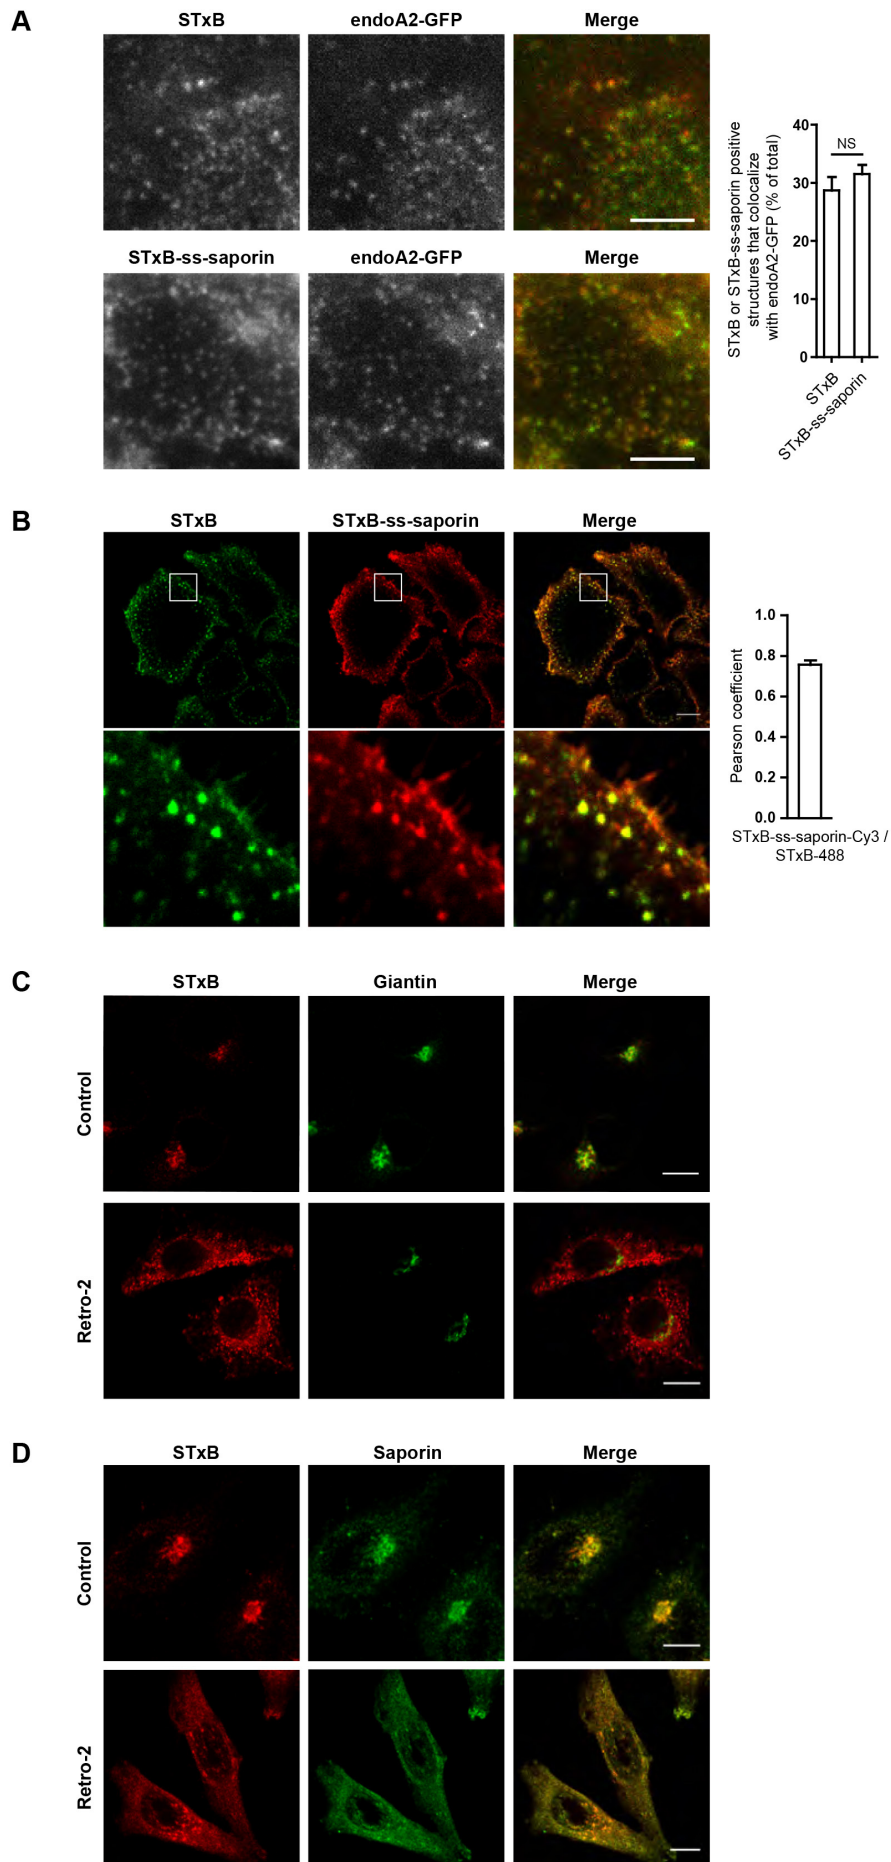 A
STxB
endoA2-GFP
Merge
STxB-ss-saporin
endoA2-GFP
Merge
STxB or STxB-ss-saporin positive
structures that colocalize
with endoA2-GFP (% of total)
40
30
20
10
0
NS
STxB
STxB-ss-saporin
B
STxB
STxB-ss-saporin
Merge
Pearson coefficient
1.0
0.8
0.6
0.4
0.2
0.0
STxB-ss-saporin-Cy3 /
STxB-488
C
STxB
Giantin
Merge
Control
Retro-2
D
STxB
Saporin
Merge
Control
Retro-2